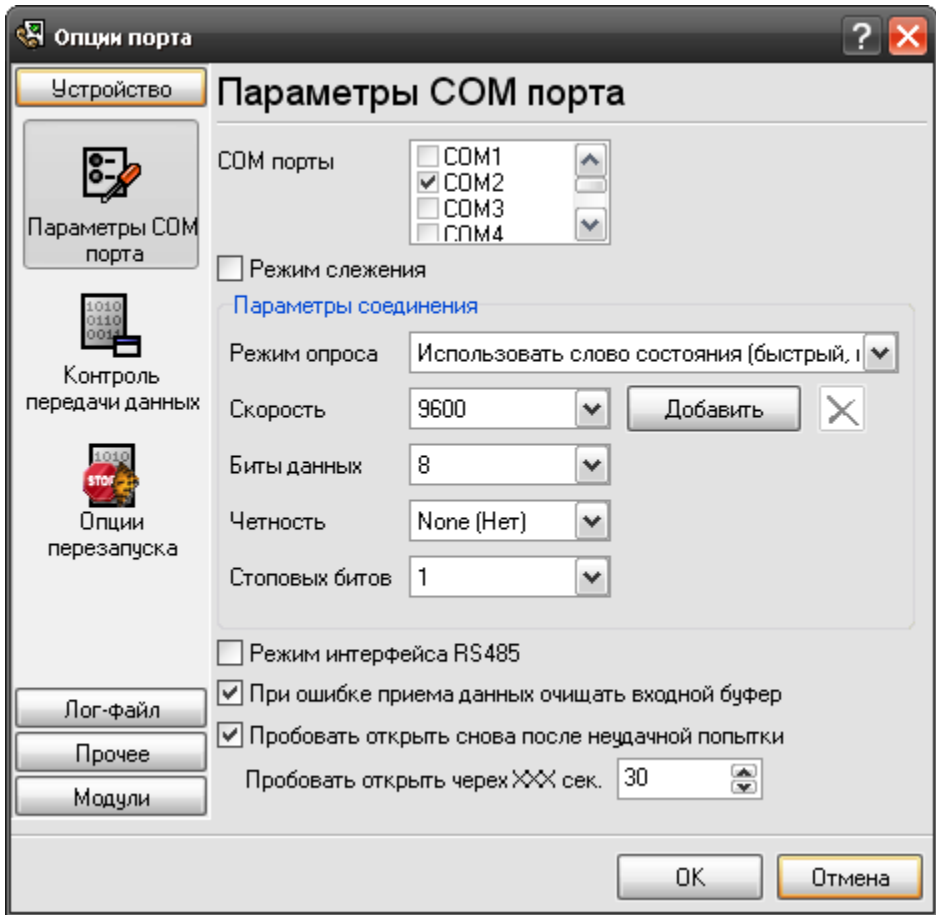 Опции порта
Устройство
Параметры COM порта
Параметры COM
порта
Контроль
передачи данных
Опции
перезапуска
Лог-файл
Прочее
Модули
COM порты
COM1
COM2
COM3
COM4
Режим слежения
Параметры соединения
Режим опроса
Использовать слово состояния (быстрый,
Скорость
9600
Добавить
Биты данных
8
Четность
None (Нет)
Стоповых битов
1
Режим интерфейса RS485
При ошибке приема данных очищать входной буфер
Пробовать открыть снова после неудачной попытки
Пробовать открыть черех XXX сек.
30
OK
Отмена